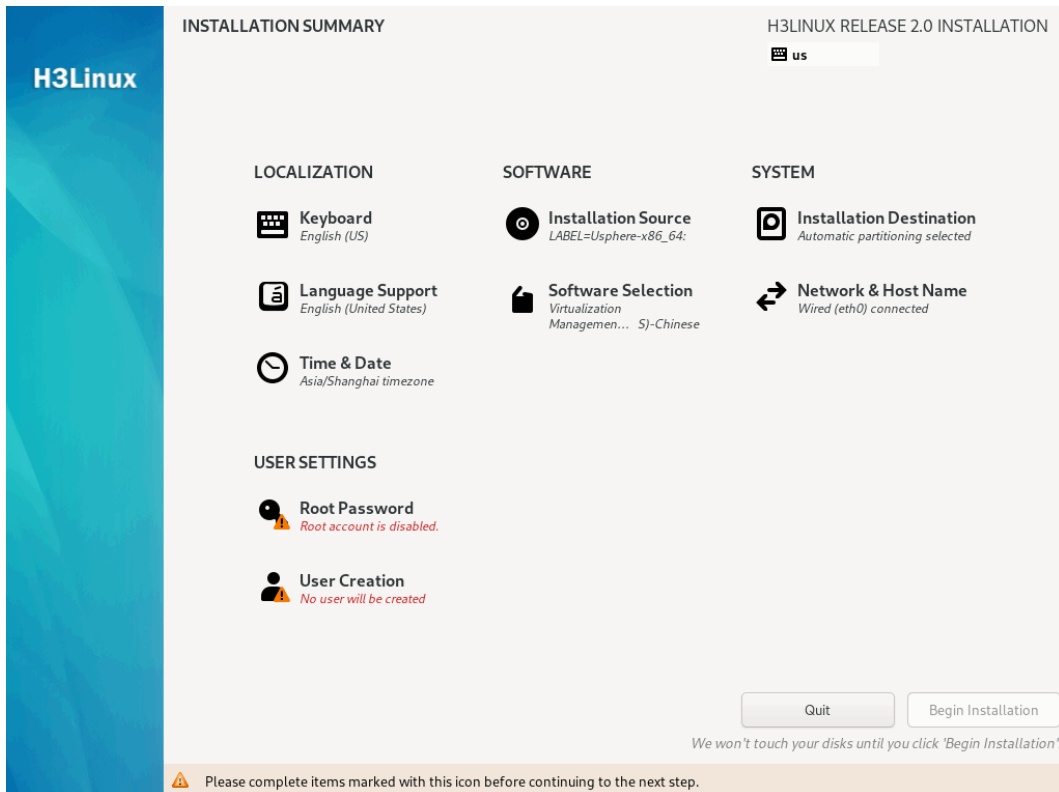 INSTALLATION SUMMARY
H3LINUX RELEASE 2.0 INSTALLATION
us
H3Linux
LOCALIZATION
Keyboard
English (US)
Language Support
English (United States)
Time & Date
Asia/Shanghai timezone
SOFTWARE
Installation Source
LABEL=Usphere-x86_64:
Software Selection
Virtualization
Managemen... S)-Chinese
SYSTEM
Installation Destination
Automatic partitioning selected
Network & Host Name
Wired (eth0) connected
USER SETTINGS
Root Password
Root account is disabled.
User Creation
No user will be created
Quit
Begin Installation
We won't touch your disks until you click 'Begin Installation'
Please complete items marked with this icon before continuing to the next step.